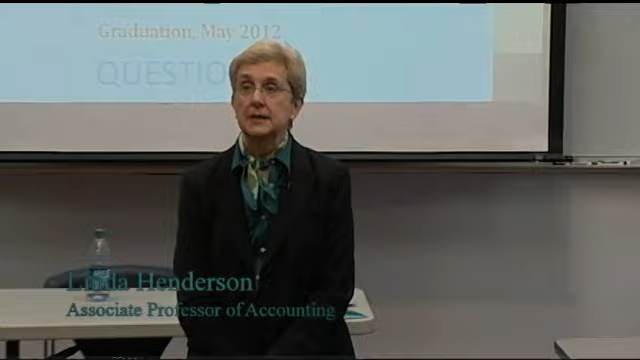 Graduation, May 2012
QUESTIO
Linda Henderson
Associate Professor of Accounting